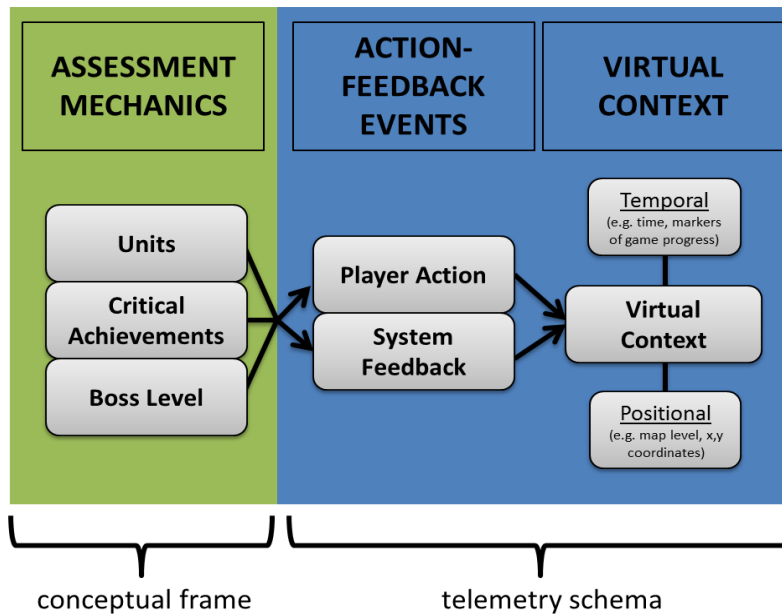 ASSESSMENT
MECHANICS
ACTION-
FEEDBACK
EVENTS
VIRTUAL
CONTEXT
Units
Critical
Achievements
Boss Level
Player Action
System
Feedback
Temporal
(e.g. time, markers
of game progress)
Virtual
Context
Positional
(e.g. map level, x,y
coordinates)
conceptual frame
telemetry schema